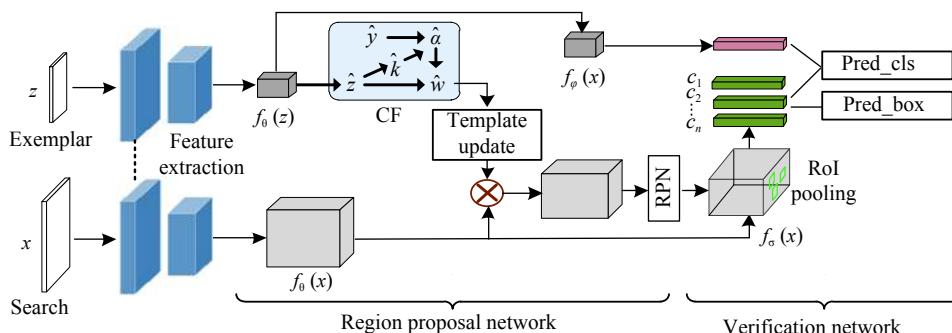 z
Exemplar
Feature
extraction
f_θ (z)
ŷ
α̂
k̂
ẑ
ŵ
CF
Template
update
f_φ (x)
c_1
c_2
⋮
c_n
Pred_cls
Pred_box
x
Search
f_θ (x)
RPN
RoI
pooling
f_σ (x)
Region proposal network
Verification network